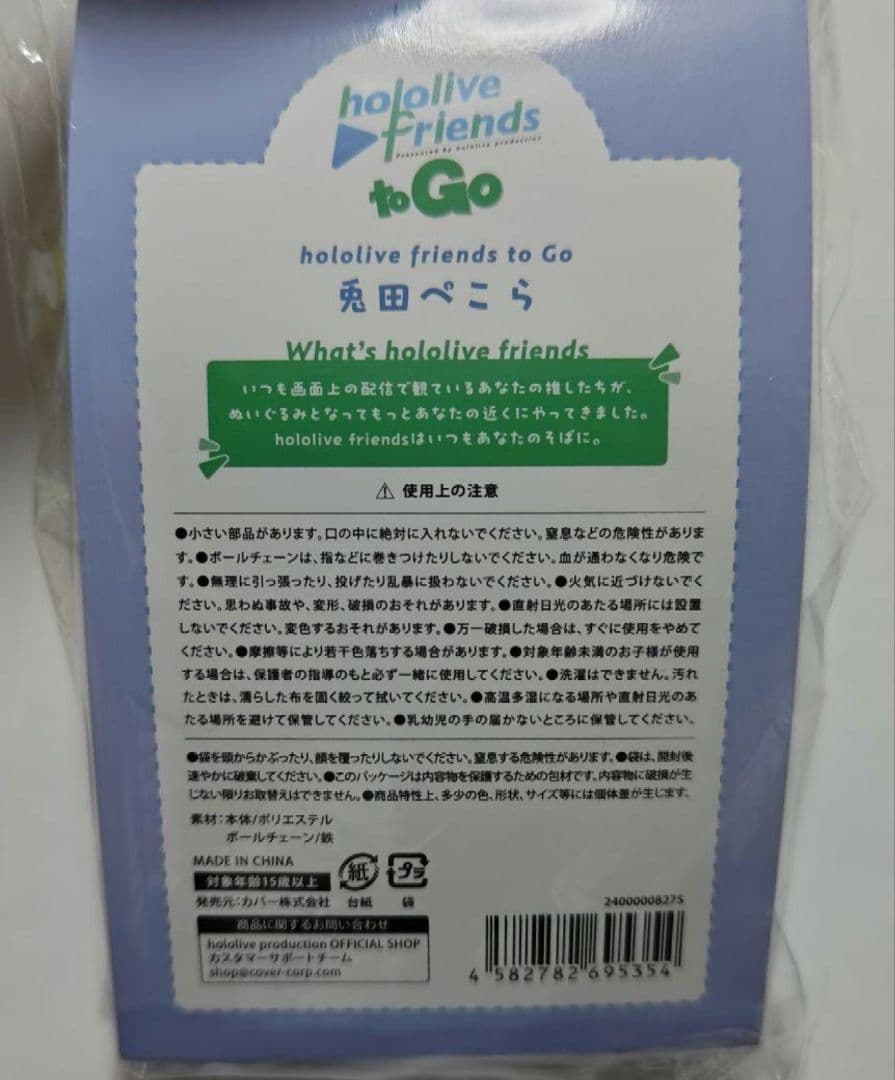 hololive
friends
Presented by hololive production
to Go
hololive friends to Go
兎田ぺこら
What's hololive friends
いつも画面上の配信で観ているあなたの推したちが、
ぬいぐるみとなってもっとあなたの近くにやってきました。
hololive friendsはいつもあなたのそばに。
⚠ 使用上の注意
●小さい部品があります。口の中に絶対に入れないでください。窒息などの危険性がありま
す。●ボールチェーンは、指などに巻きつけたりしないでください。血が通わなくなり危険で
す。●無理に引っ張ったり、投げたり乱暴に扱わないでください。●火気に近づけないでく
ださい。思わぬ事故や、変形、破損のおそれがあります。●直射日光のあたる場所には設置
しないでください。変色するおそれがあります。●万一破損した場合は、すぐに使用をやめて
ください。●摩擦等により若干色落ちする場合があります。●対象年齢未満のお子様が使用
する場合は、保護者の指導のもと必ず一緒に使用してください。●洗濯はできません。汚れ
たときは、濡らした布を固く絞って拭いてください。●高温多湿になる場所や直射日光のあ
たる場所を避けて保管してください。●乳幼児の手の届かないところに保管してください。
●袋を頭からかぶったり、顔を覆ったりしないでください。窒息する危険性があります。●袋は、開封後
速やかに破棄してください。●このパッケージは内容物を保護するための包材です。内容物に破損が生
じない限りお取替えはできません。●商品特性上、多少の色、形状、サイズ等には個体差が生じます。
素材:本体/ポリエステル
ボールチェーン/鉄
MADE IN CHINA
対象年齢15歳以上
発売元:カバー株式会社
紙
台紙
プラ
袋
商品に関するお問い合わせ
hololive production OFFICIAL SHOP
カスタマーサポートチーム
shop@cover-corp.com
24000008275
4 582782 695354